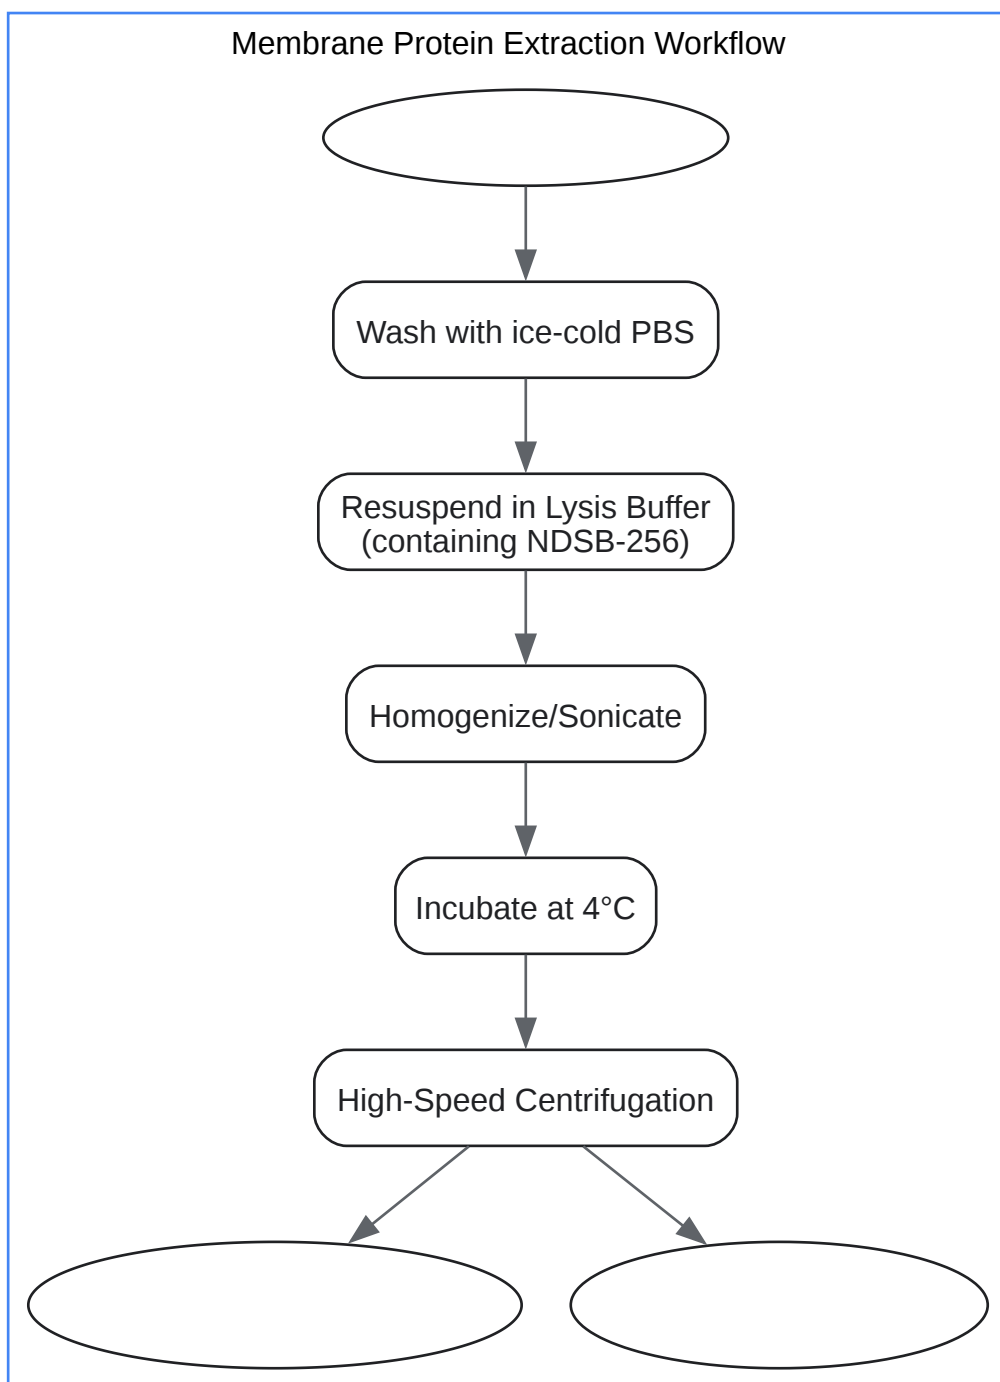 Membrane Protein Extraction Workflow
Wash with ice-cold PBS
Resuspend in Lysis Buffer
(containing NDSB-256)
Homogenize/Sonicate
Incubate at 4°C
High-Speed Centrifugation